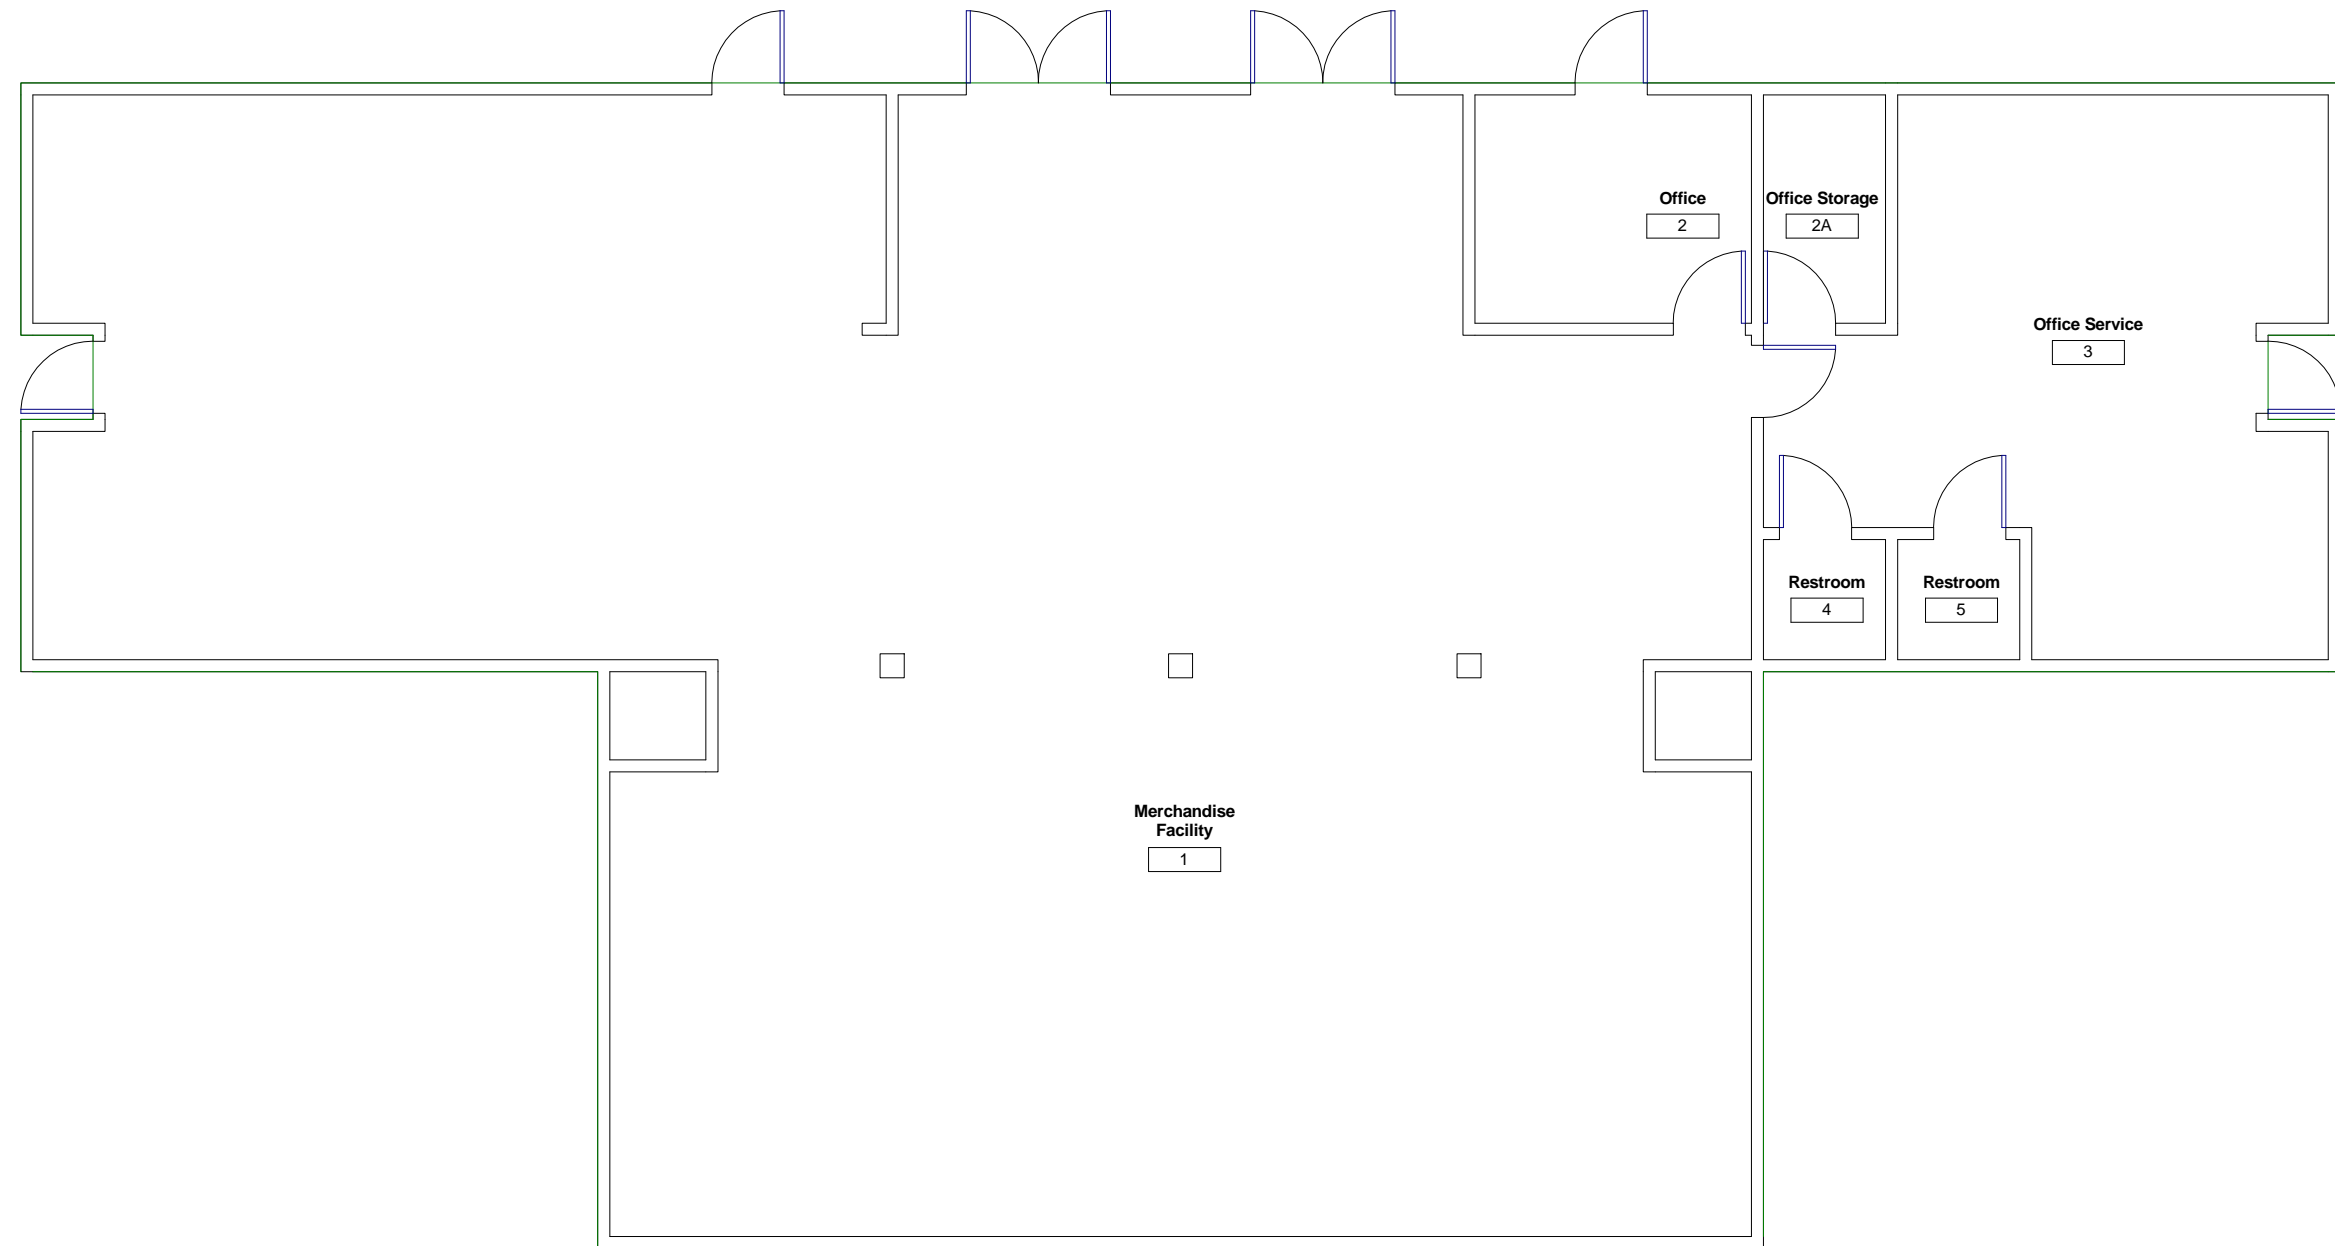 Office
2
Office Storage
2A
Office Service
3
Restroom
4
Restroom
5
Merchandise
Facility
1